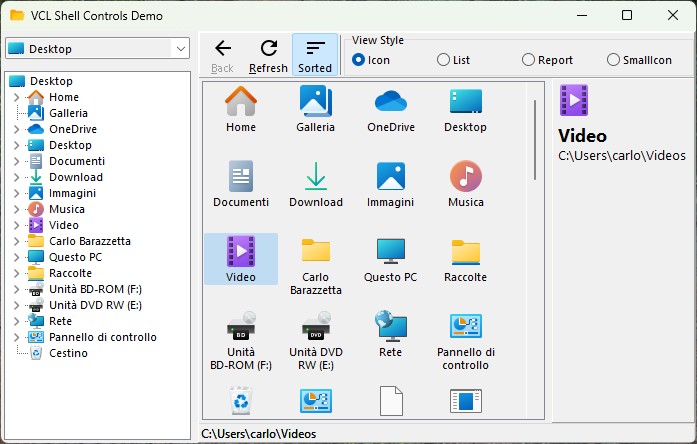 VCL Shell Controls Demo
Desktop
Back
Refresh
Sorted
View Style
Icon
List
Report
SmallIcon
Desktop
Home
Galleria
OneDrive
Desktop
Documenti
Download
Immagini
Musica
Video
Carlo Barazzetta
Questo PC
Raccolte
Unità BD-ROM (F:)
Unità DVD RW (E:)
Rete
Pannello di controllo
Cestino
Home
Galleria
OneDrive
Desktop
Documenti
Download
Immagini
Musica
Video
Carlo
Barazzetta
Questo PC
Raccolte
BD
Unità
BD-ROM (F:)
DVD
Unità DVD
RW (E:)
Rete
Pannello di
controllo
Video
C:\Users\carlo\Videos
C:\Users\carlo\Videos